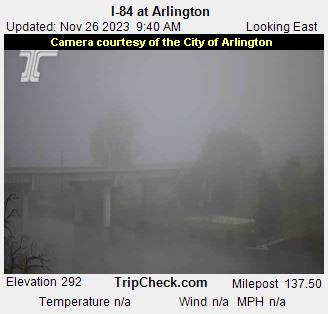 I-84 at Arlington
Updated: Nov 26 2023 9:40 AM Looking East
Camera courtesy of the City of Arlington
Elevation 292 TripCheck.com Milepost 137.50
Temperature n/a Wind n/a MPH n/a